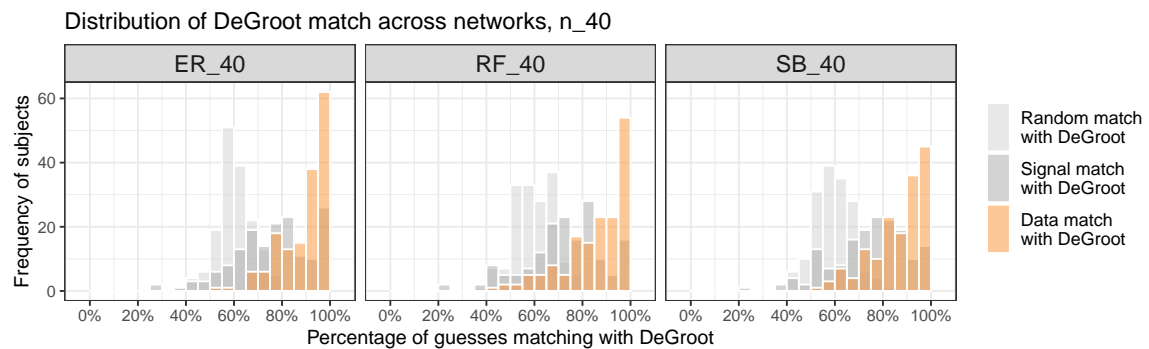 Distribution of DeGroot match across networks, n_40
ER_40
RF_40
SB_40
Frequency of subjects
60
40
20
0
0%
20%
40%
60%
80%
100%
0%
20%
40%
60%
80%
100%
0%
20%
40%
60%
80%
100%
Percentage of guesses matching with DeGroot
Random match
with DeGroot
Signal match
with DeGroot
Data match
with DeGroot